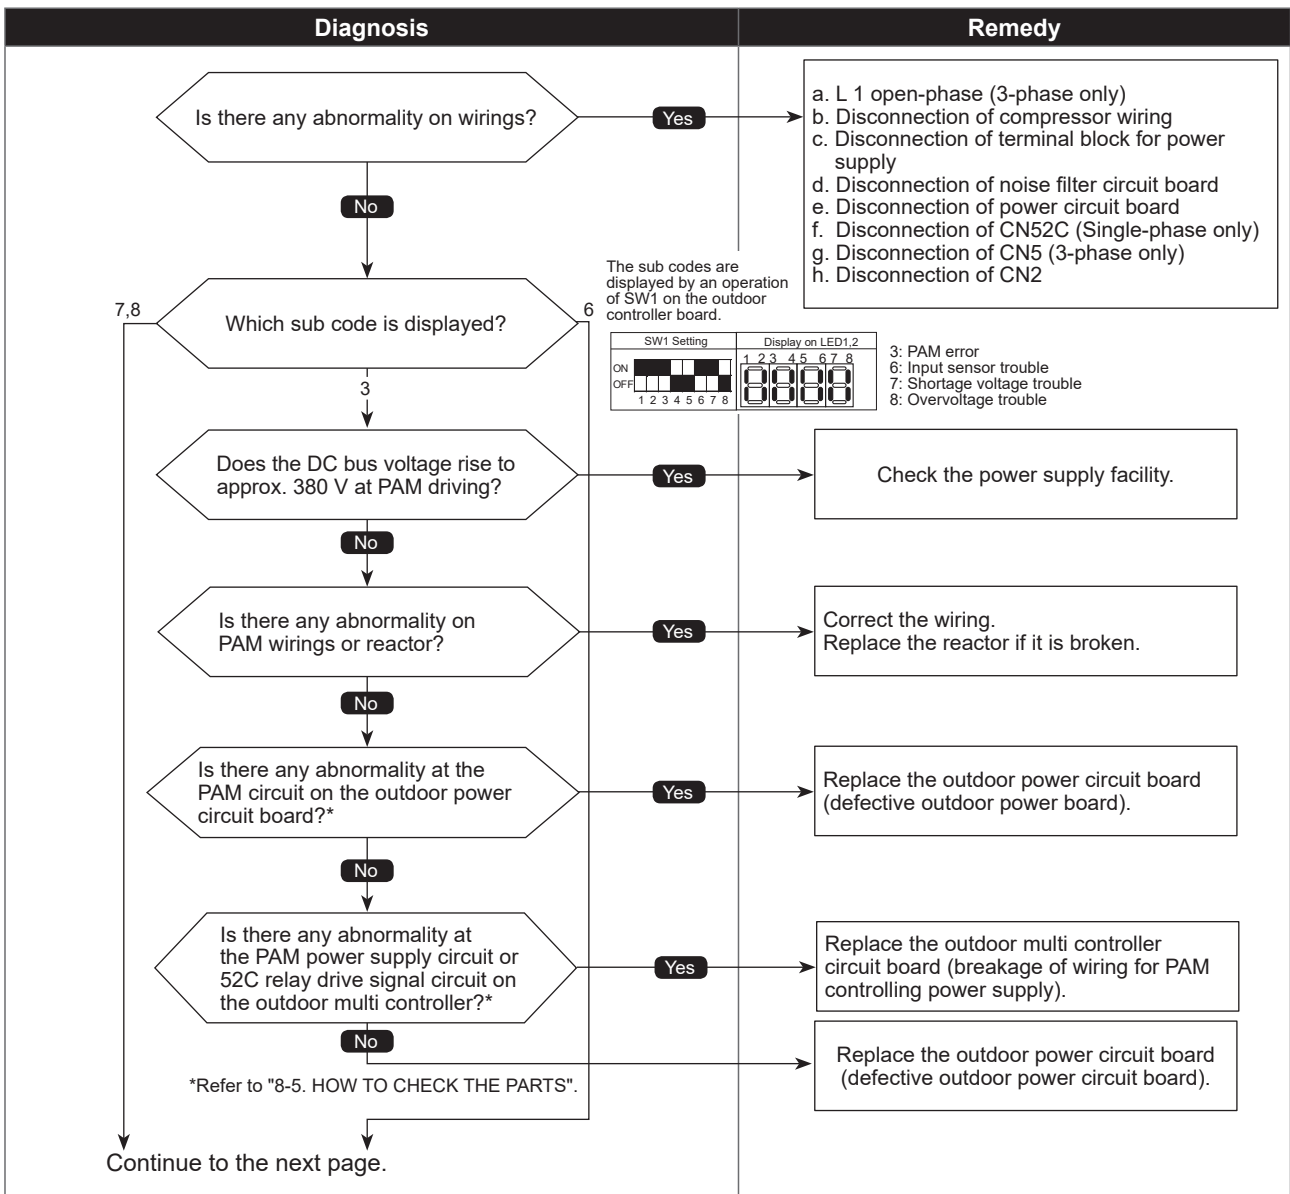 Diagnosis
Remedy
Is there any abnormality on wirings?
Yes
a. L 1 open-phase (3-phase only)
b. Disconnection of compressor wiring
c. Disconnection of terminal block for power
supply
d. Disconnection of noise filter circuit board
e. Disconnection of power circuit board
f. Disconnection of CN52C (Single-phase only)
g. Disconnection of CN5 (3-phase only)
h. Disconnection of CN2
No
7,8
Which sub code is displayed?
6
3
The sub codes are
displayed by an operation
of SW1 on the outdoor
controller board.
SW1 Setting
Display on LED1,2
ON
OFF
1 2 3 4 5 6 7 8
1 2 3 4 5 6 7 8
3: PAM error
6: Input sensor trouble
7: Shortage voltage trouble
8: Overvoltage trouble
Does the DC bus voltage rise to
approx. 380 V at PAM driving?
Yes
Check the power supply facility.
No
Is there any abnormality on
PAM wirings or reactor?
Yes
Correct the wiring.
Replace the reactor if it is broken.
No
Is there any abnormality at the
PAM circuit on the outdoor power
circuit board?*
Yes
Replace the outdoor power circuit board
(defective outdoor power board).
No
Is there any abnormality at
the PAM power supply circuit or
52C relay drive signal circuit on
the outdoor multi controller?*
Yes
Replace the outdoor multi controller
circuit board (breakage of wiring for PAM
controlling power supply).
No
Replace the outdoor power circuit board
(defective outdoor power circuit board).
*Refer to "8-5. HOW TO CHECK THE PARTS".
Continue to the next page.